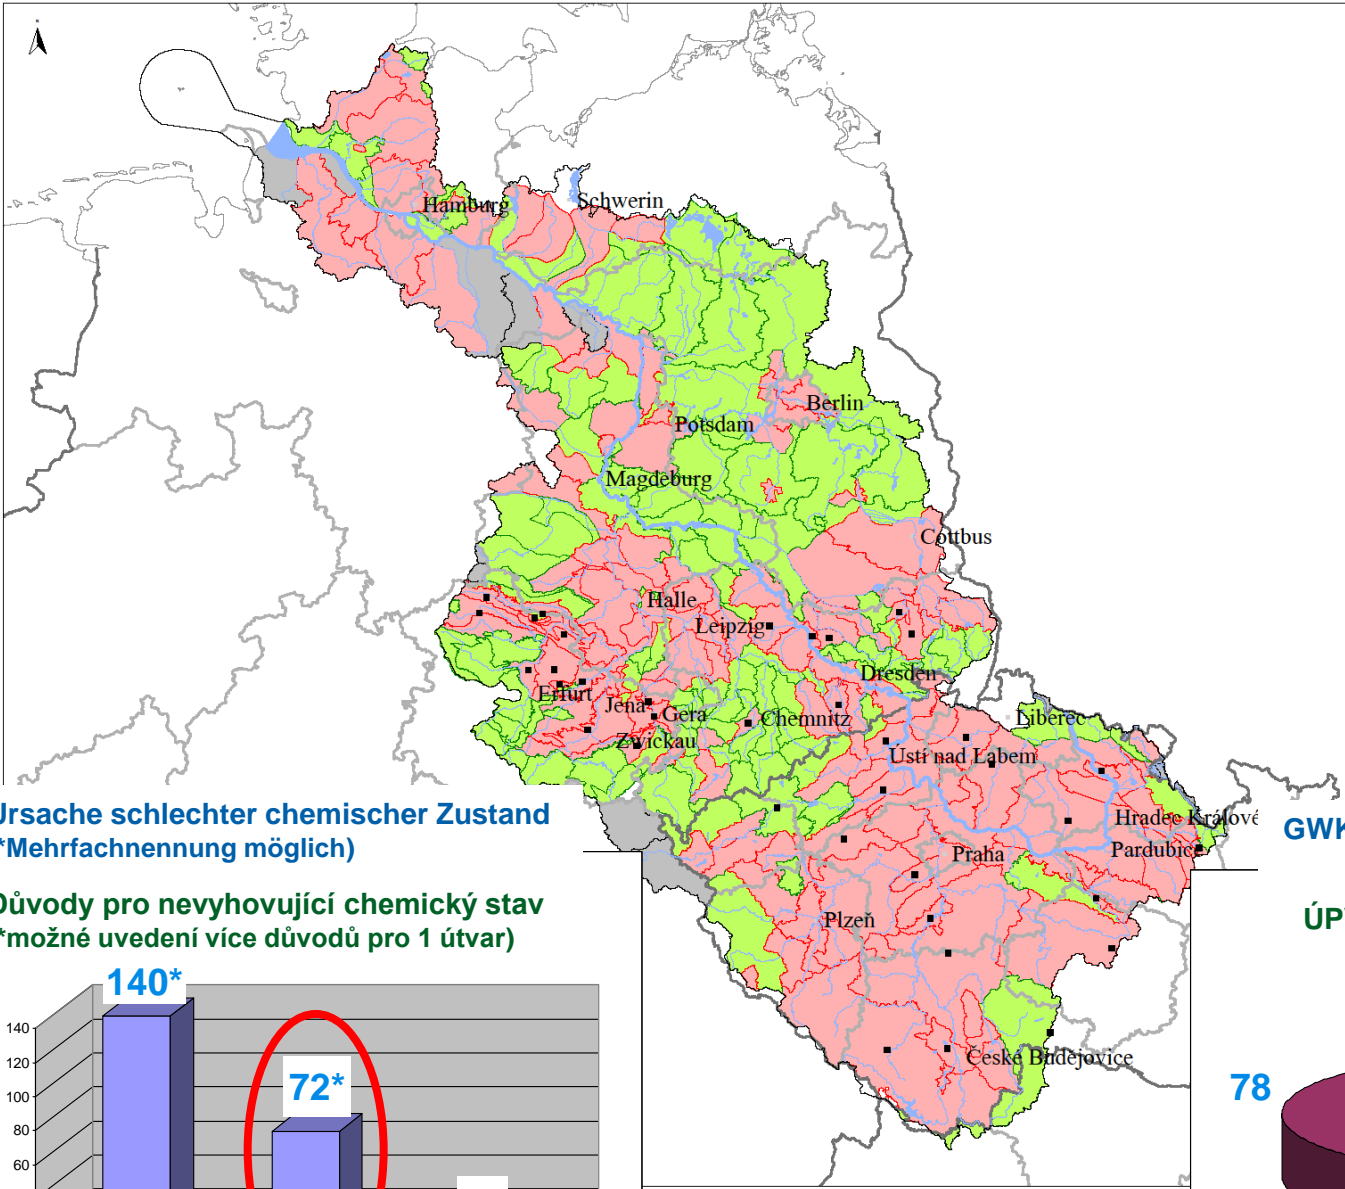 Schwerin
Hamburg
Berlin
Potsdam
Magdeburg
Cottbus
Halle
Leipzig
Dresden
Erfurt
Jena
Gera
Chemnitz
Liberec
Zwickau
Ústí nad Labem
Hradec Králové
Pardubice
Praha
Plzeň
České Budějovice
Ursache schlechter chemischer Zustand
*Mehrfachnennung möglich)
Důvody pro nevyhovující chemický stav
*možné uvedení více důvodů pro 1 útvar)
GWK
ÚP
140*
72*
78
140
120
100
80
60